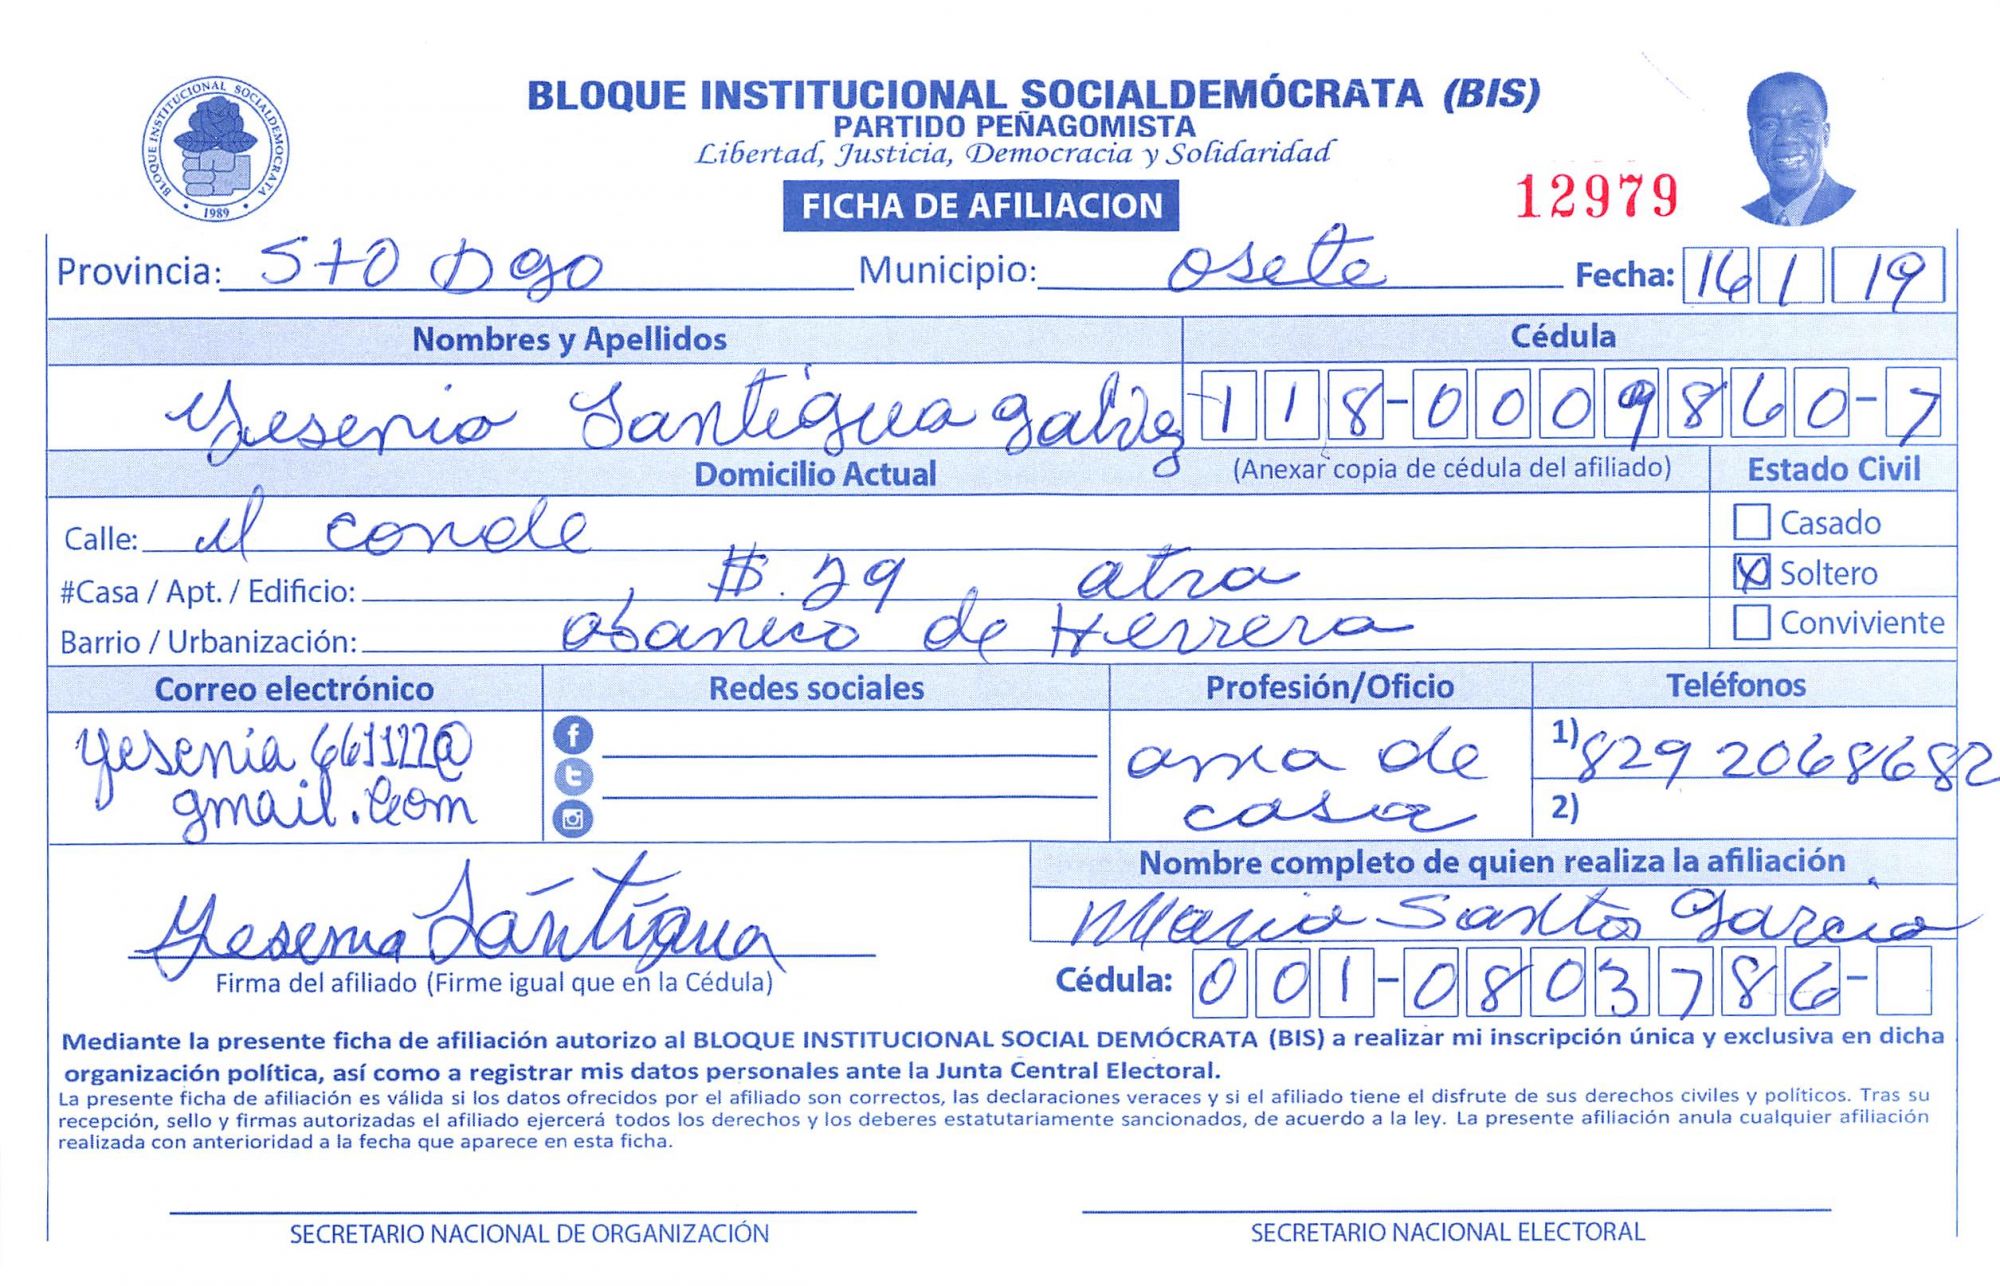 BLOQUE INSTITUCIONAL SOCIALDEMOCRATA
1989
BLOQUE INSTITUCIONAL SOCIALDEMÓCRATA (BIS)
PARTIDO PEÑAGOMISTA
Libertad, Justicia, Democracia y Solidaridad
FICHA DE AFILIACION
12979
Provincia: Sto Dgo Municipio: osete Fecha: 16 1 19
Nombres y Apellidos Cédula
Yesenia Santigua Galvez 118-0009860-7
Domicilio Actual (Anexar copia de cédula del afiliado) Estado Civil
Calle: el conde Casado
#Casa / Apt. / Edificio: #. 29 atra X Soltero
Barrio / Urbanización: abanico de Herrera Conviviente
Correo electrónico Redes sociales Profesión/Oficio Teléfonos
yesenia 661122@ ama de 1) 829 2068682
gmail.com casa 2)
Nombre completo de quien realiza la afiliación
Yesenia Santigua Mario Santo Garcia
Firma del afiliado (Firme igual que en la Cédula) Cédula: 001-0803786-
Mediante la presente ficha de afiliación autorizo al BLOQUE INSTITUCIONAL SOCIAL DEMÓCRATA (BIS) a realizar mi inscripción única y exclusiva en dicha
organización política, así como a registrar mis datos personales ante la Junta Central Electoral.
La presente ficha de afiliación es válida si los datos ofrecidos por el afiliado son correctos, las declaraciones veraces y si el afiliado tiene el disfrute de sus derechos civiles y políticos. Tras su
recepción, sello y firmas autorizadas el afiliado ejercerá todos los derechos y los deberes estatutariamente sancionados, de acuerdo a la ley. La presente afiliación anula cualquier afiliación
realizada con anterioridad a la fecha que aparece en esta ficha.
SECRETARIO NACIONAL DE ORGANIZACIÓN SECRETARIO NACIONAL ELECTORAL